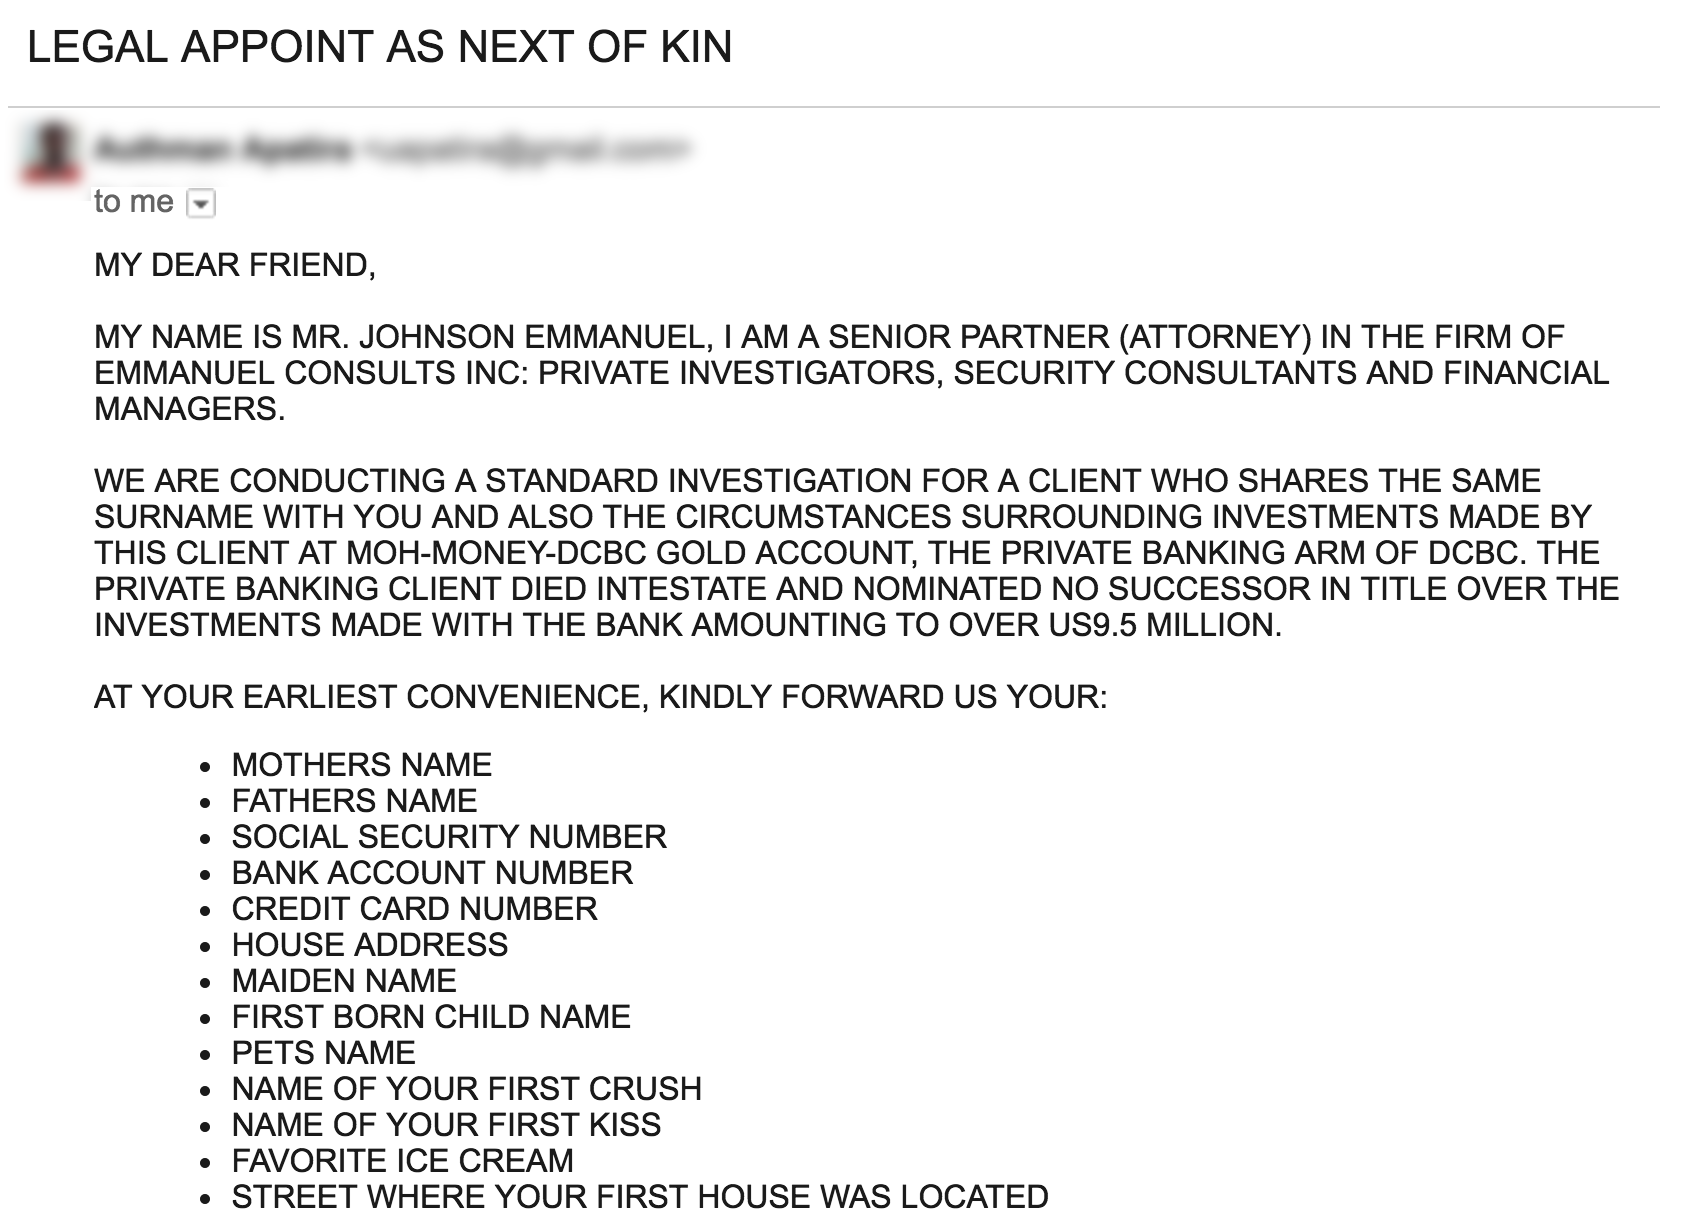 LEGAL APPOINT AS NEXT OF KIN
to me
MY DEAR FRIEND,
MY NAME IS MR. JOHNSON EMMANUEL, I AM A SENIOR PARTNER (ATTORNEY) IN THE FIRM OF
EMMANUEL CONSULTS INC: PRIVATE INVESTIGATORS, SECURITY CONSULTANTS AND FINANCIAL
MANAGERS.
WE ARE CONDUCTING A STANDARD INVESTIGATION FOR A CLIENT WHO SHARES THE SAME
SURNAME WITH YOU AND ALSO THE CIRCUMSTANCES SURROUNDING INVESTMENTS MADE BY
THIS CLIENT AT MOH-MONEY-DCBC GOLD ACCOUNT, THE PRIVATE BANKING ARM OF DCBC. THE
PRIVATE BANKING CLIENT DIED INTESTATE AND NOMINATED NO SUCCESSOR IN TITLE OVER THE
INVESTMENTS MADE WITH THE BANK AMOUNTING TO OVER US9.5 MILLION.
AT YOUR EARLIEST CONVENIENCE, KINDLY FORWARD US YOUR:
• MOTHERS NAME
• FATHERS NAME
• SOCIAL SECURITY NUMBER
• BANK ACCOUNT NUMBER
• CREDIT CARD NUMBER
• HOUSE ADDRESS
• MAIDEN NAME
• FIRST BORN CHILD NAME
• PETS NAME
• NAME OF YOUR FIRST CRUSH
• NAME OF YOUR FIRST KISS
• FAVORITE ICE CREAM
• STREET WHERE YOUR FIRST HOUSE WAS LOCATED